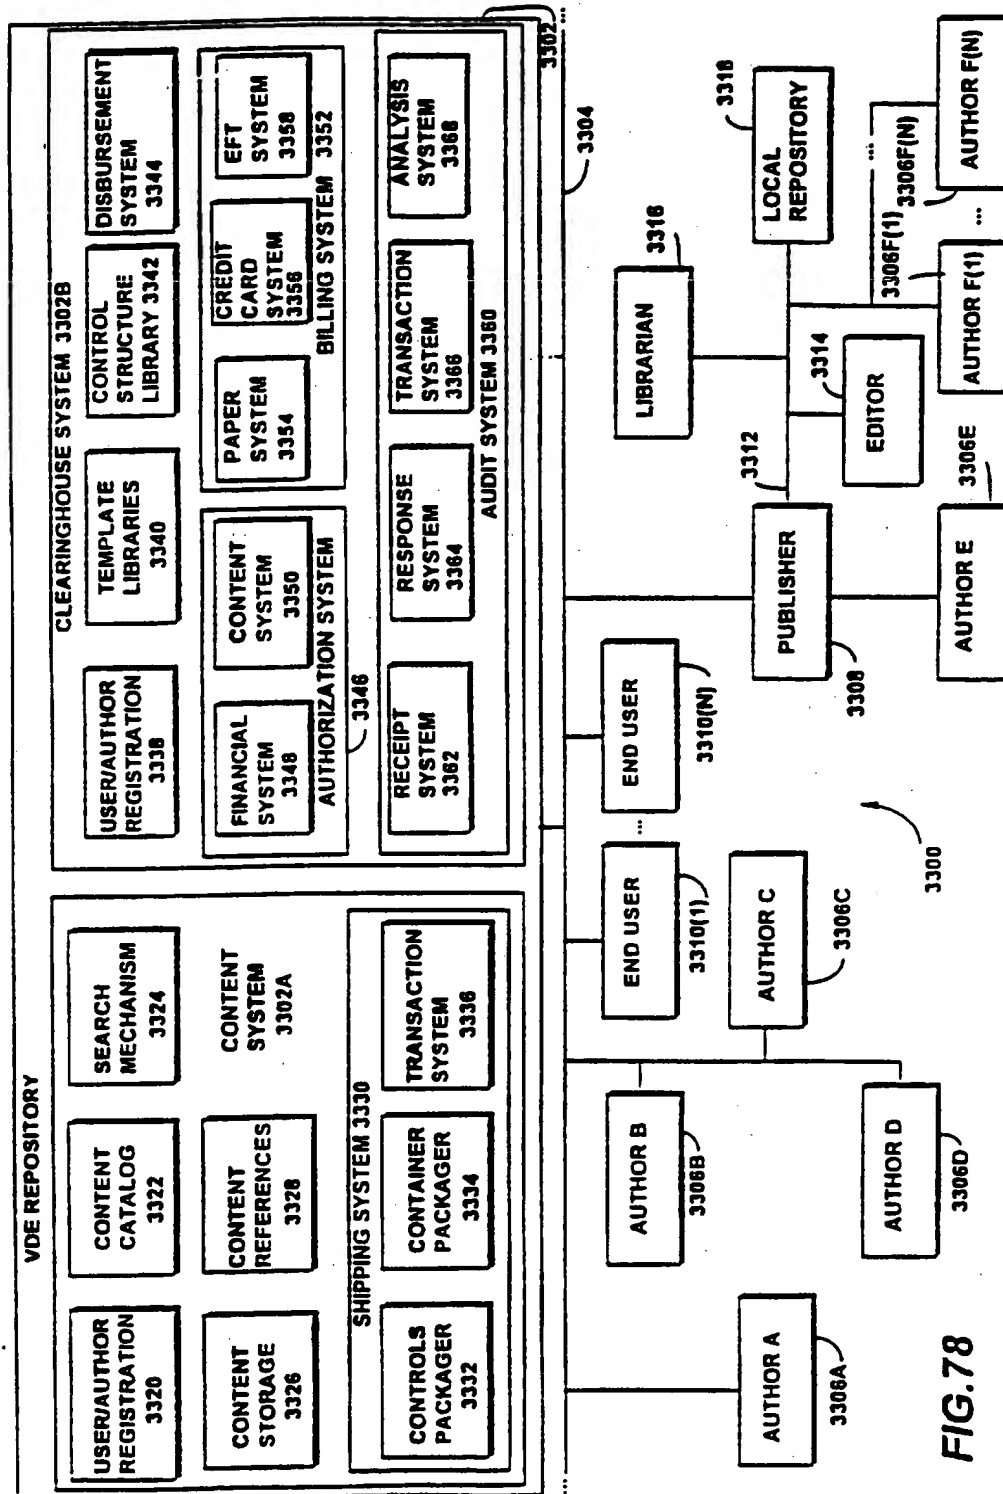 VDE REPOSITORY
USER/AUTHOR
REGISTRATION
3320
CONTENT
CATALOG
3322
SEARCH
MECHANISM
3324
CONTENT
STORAGE
3326
CONTENT
REFERENCES
3328
CONTENT
SYSTEM
3302A
SHIPPING SYSTEM 3330
CONTROLS
PACKAGER
3332
CONTAINER
PACKAGER
3334
TRANSACTION
SYSTEM
3336
CLEARINGHOUSE SYSTEM 3302B
USER/AUTHOR
REGISTRATION
3338
TEMPLATE
LIBRARIES
3340
CONTROL
STRUCTURE
LIBRARY 3342
DISBURSEMENT
SYSTEM
3344
FINANCIAL
SYSTEM
3348
CONTENT
SYSTEM
3350
AUTHORIZATION SYSTEM
3346
PAPER
SYSTEM
3354
CREDIT
CARD
SYSTEM
3356
EFT
SYSTEM
3358
BILLING SYSTEM 3352
RECEIPT
SYSTEM
3362
RESPONSE
SYSTEM
3364
TRANSACTION
SYSTEM
3366
ANALYSIS
SYSTEM
3368
AUDIT SYSTEM 3360
3302
...
...
3304
AUTHOR A
3306A
AUTHOR B
3306B
AUTHOR C
3306C
AUTHOR D
3306D
END USER
3310(1)
...
END USER
3310(N)
PUBLISHER
3308
3312
LIBRARIAN
3316
LOCAL
REPOSITORY
3318
EDITOR
3314
AUTHOR E
3306E
AUTHOR F(1)
3306F(1)
...
...
AUTHOR F(N)
3306F(N)
3300
FIG.78